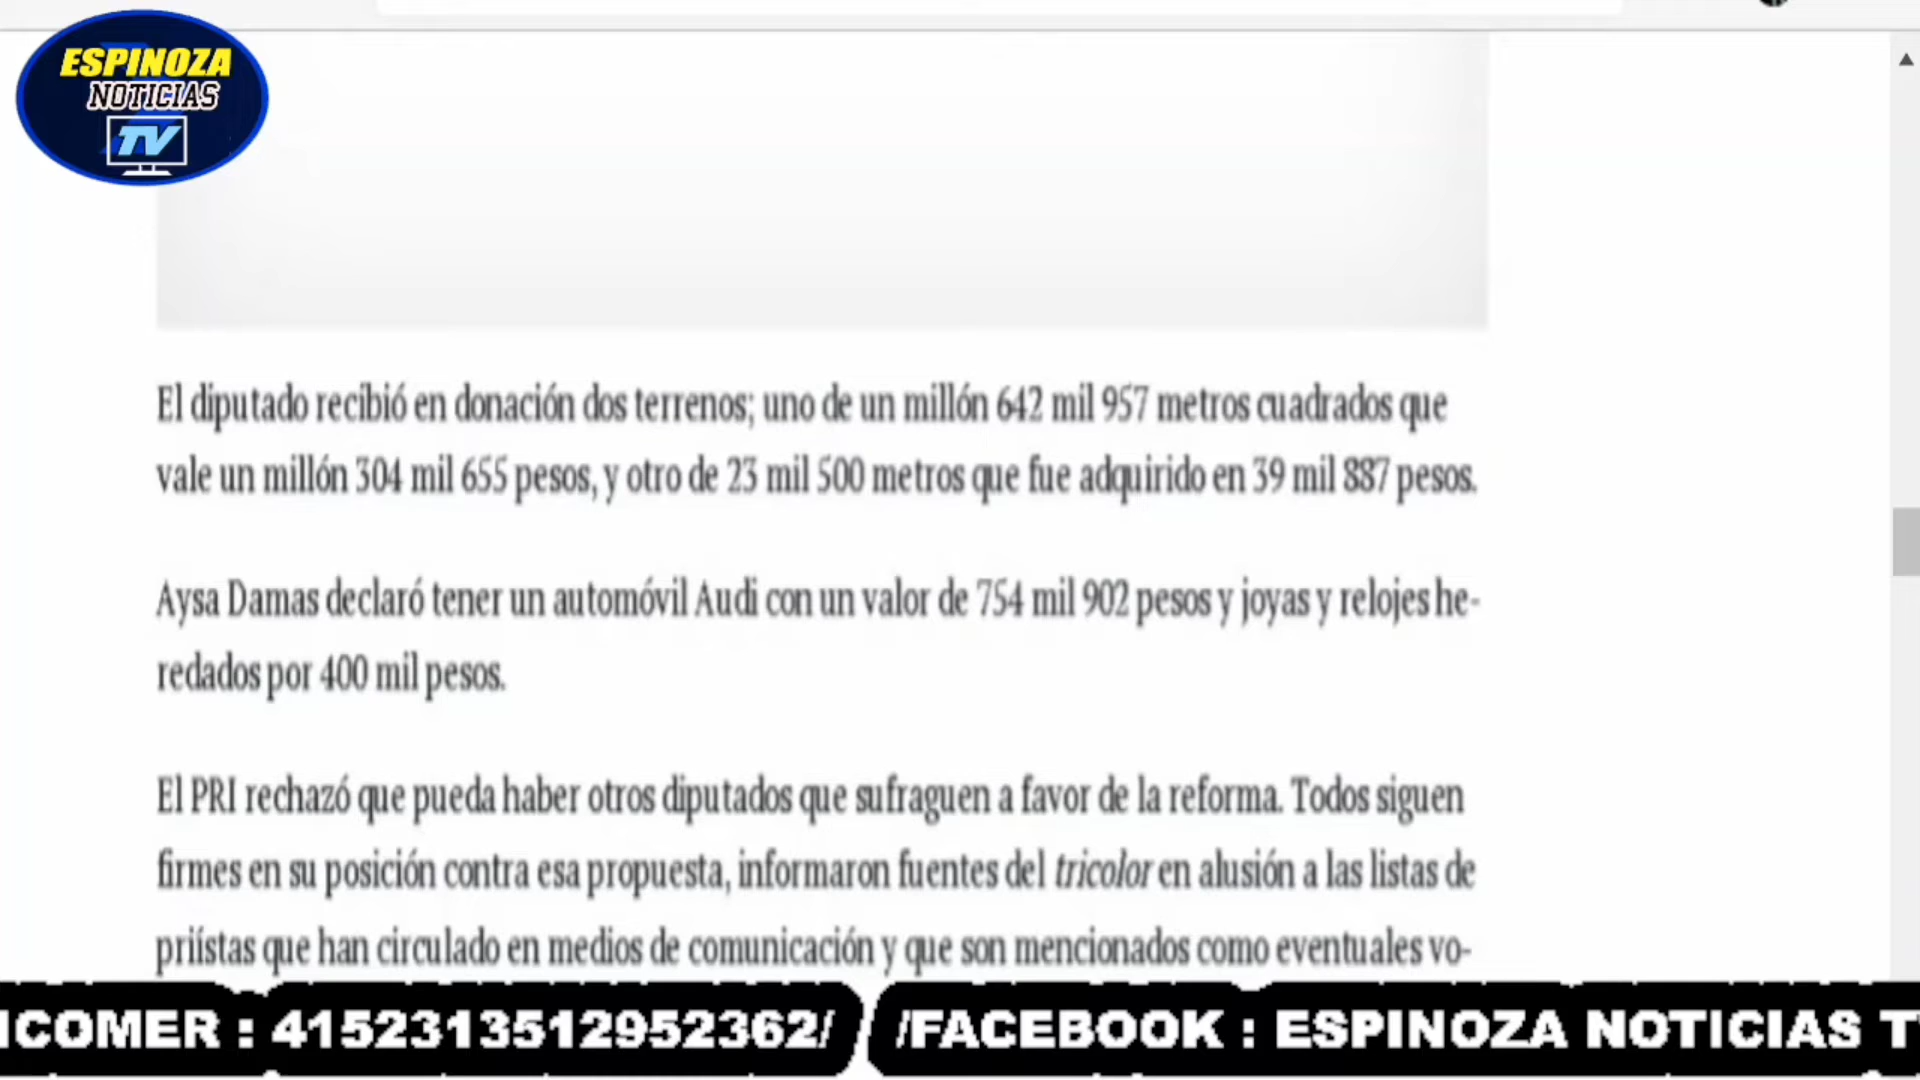 ESPINOZA
NOTICIAS
TV
El diputado recibió en donación dos terrenos; uno de un millón 642 mil 957 metros cuadrados que
vale un millón 304 mil 655 pesos, y otro de 23 mil 500 metros que fue adquirido en 39 mil 887 pesos.
Aysa Damas declaró tener un automóvil Audi con un valor de 754 mil 902 pesos y joyas y relojes he-
redados por 400 mil pesos.
El PRI rechazó que pueda haber otros diputados que sufraguen a favor de la reforma. Todos siguen
firmes en su posición contra esa propuesta, informaron fuentes del tricolor en alusión a las listas de
priístas que han circulado en medios de comunicación y que son mencionados como eventuales vo-
ICOMER : 4152313512952362/ /FACEBOOK : ESPINOZA NOTICIAS T